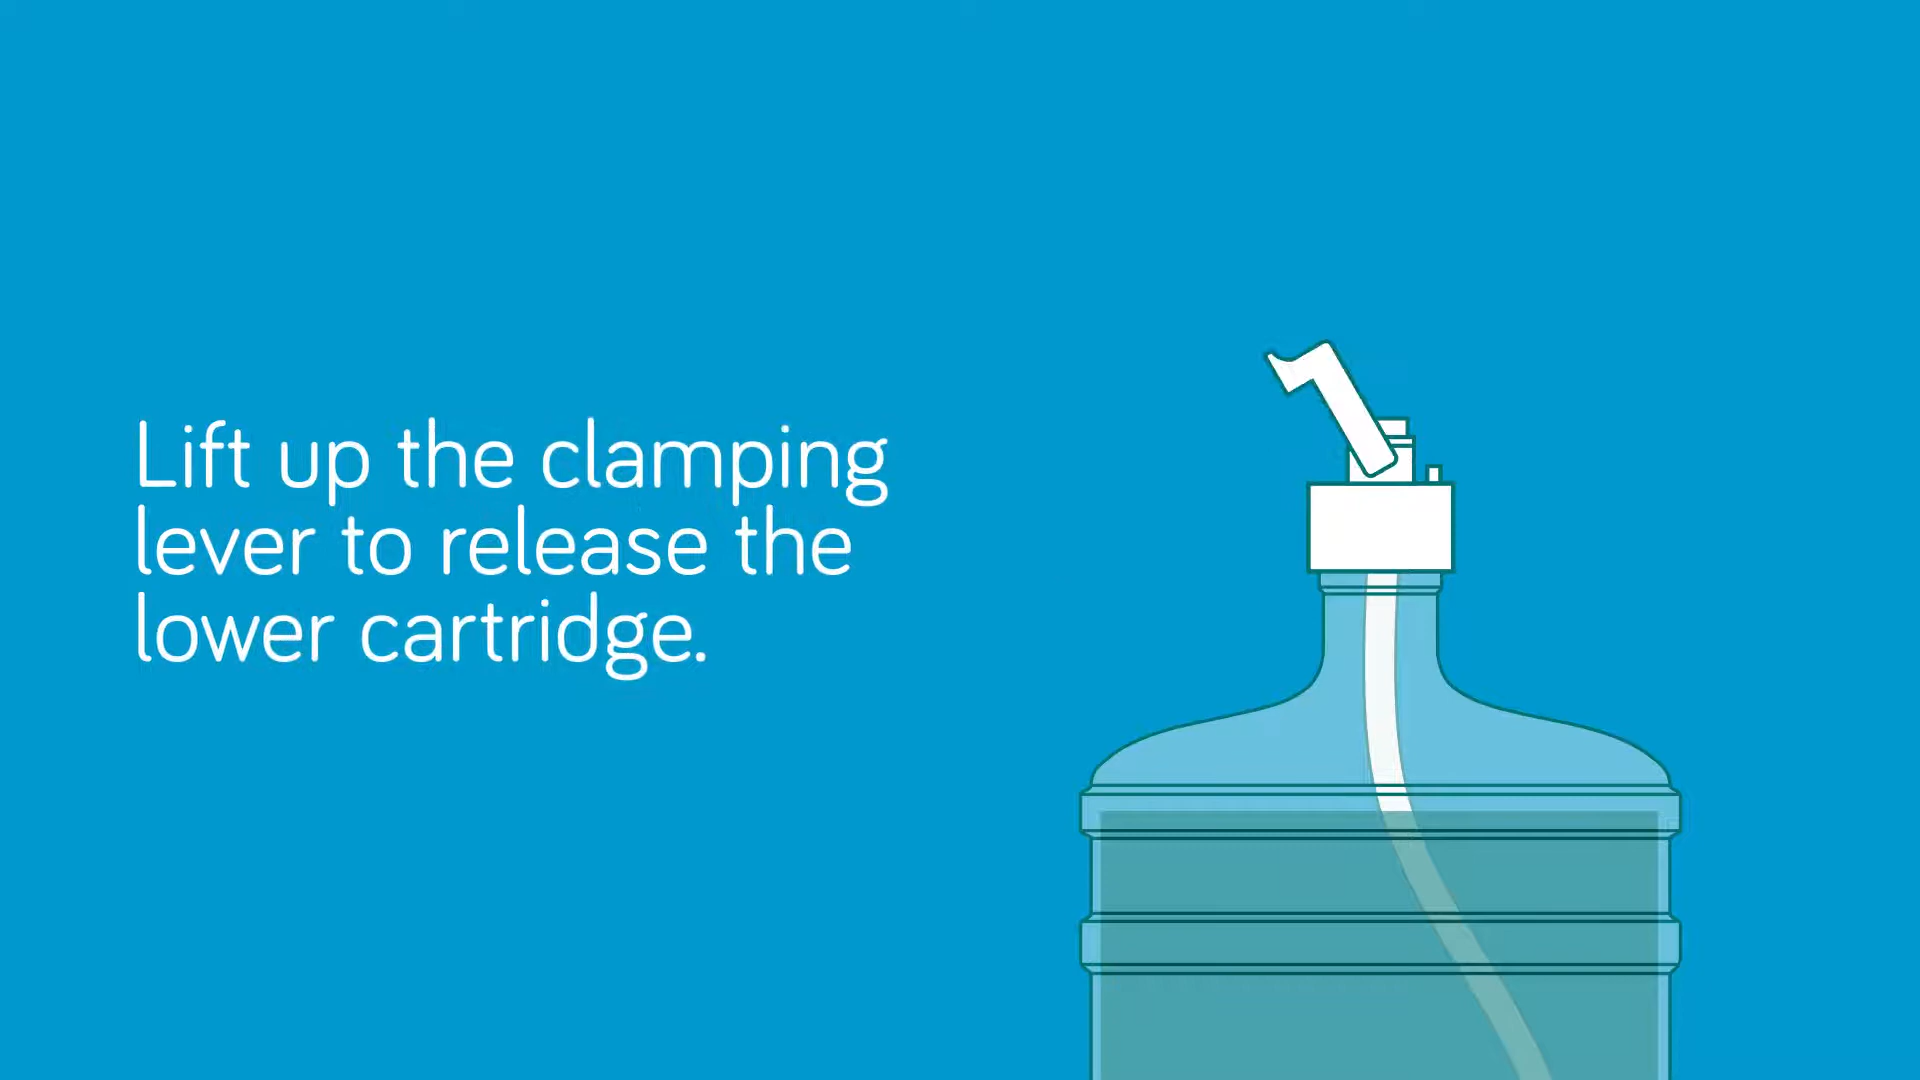 Lift up the clamping
lever to release the
lower cartridge.